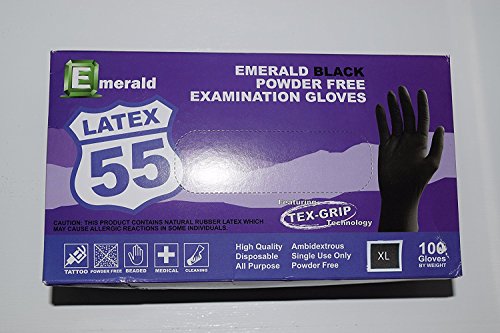 Emerald
LATEX
55
EMERALD BLACK
POWDER FREE
EXAMINATION GLOVES
Featuring
TEX-GRIP
Technology
CAUTION: THIS PRODUCT CONTAINS NATURAL RUBBER LATEX WHICH
MAY CAUSE ALLERGIC REACTIONS IN SOME INDIVIDUALS.
TATTOO
POWDER FREE
BEADED
MEDICAL
CLEANING
High Quality
Disposable
All Purpose
Ambidextrous
Single Use Only
Powder Free
XL
100
Gloves
BY WEIGHT